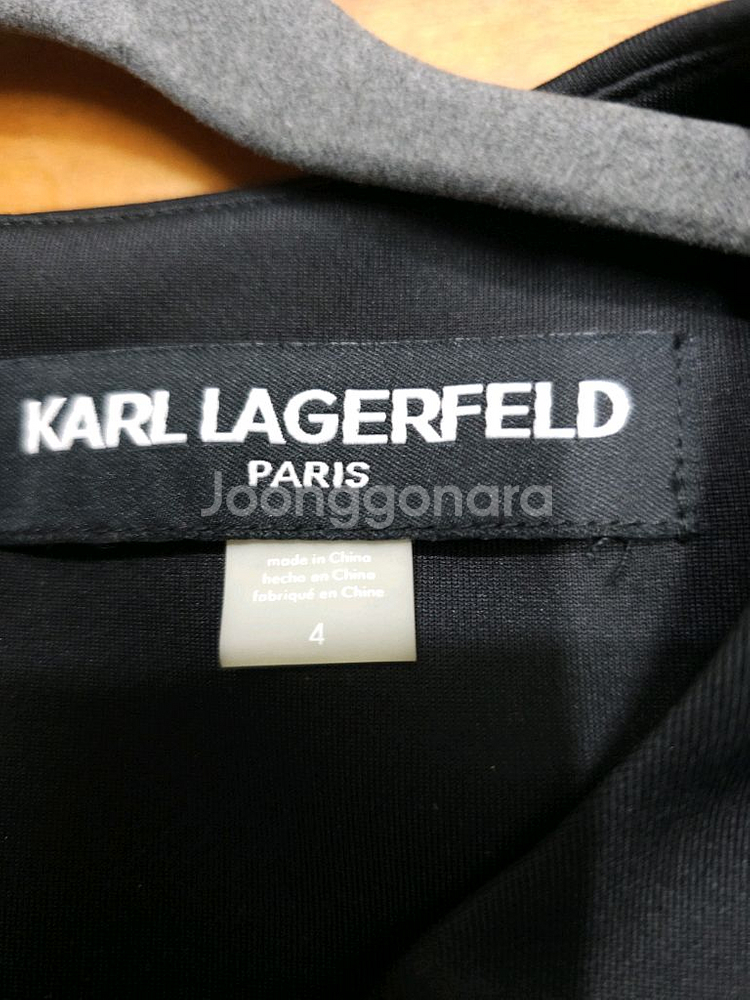 KARL LAGERFELD
PARIS
Joonggonara
made in China
hecho en China
fabriqué en Chine
4